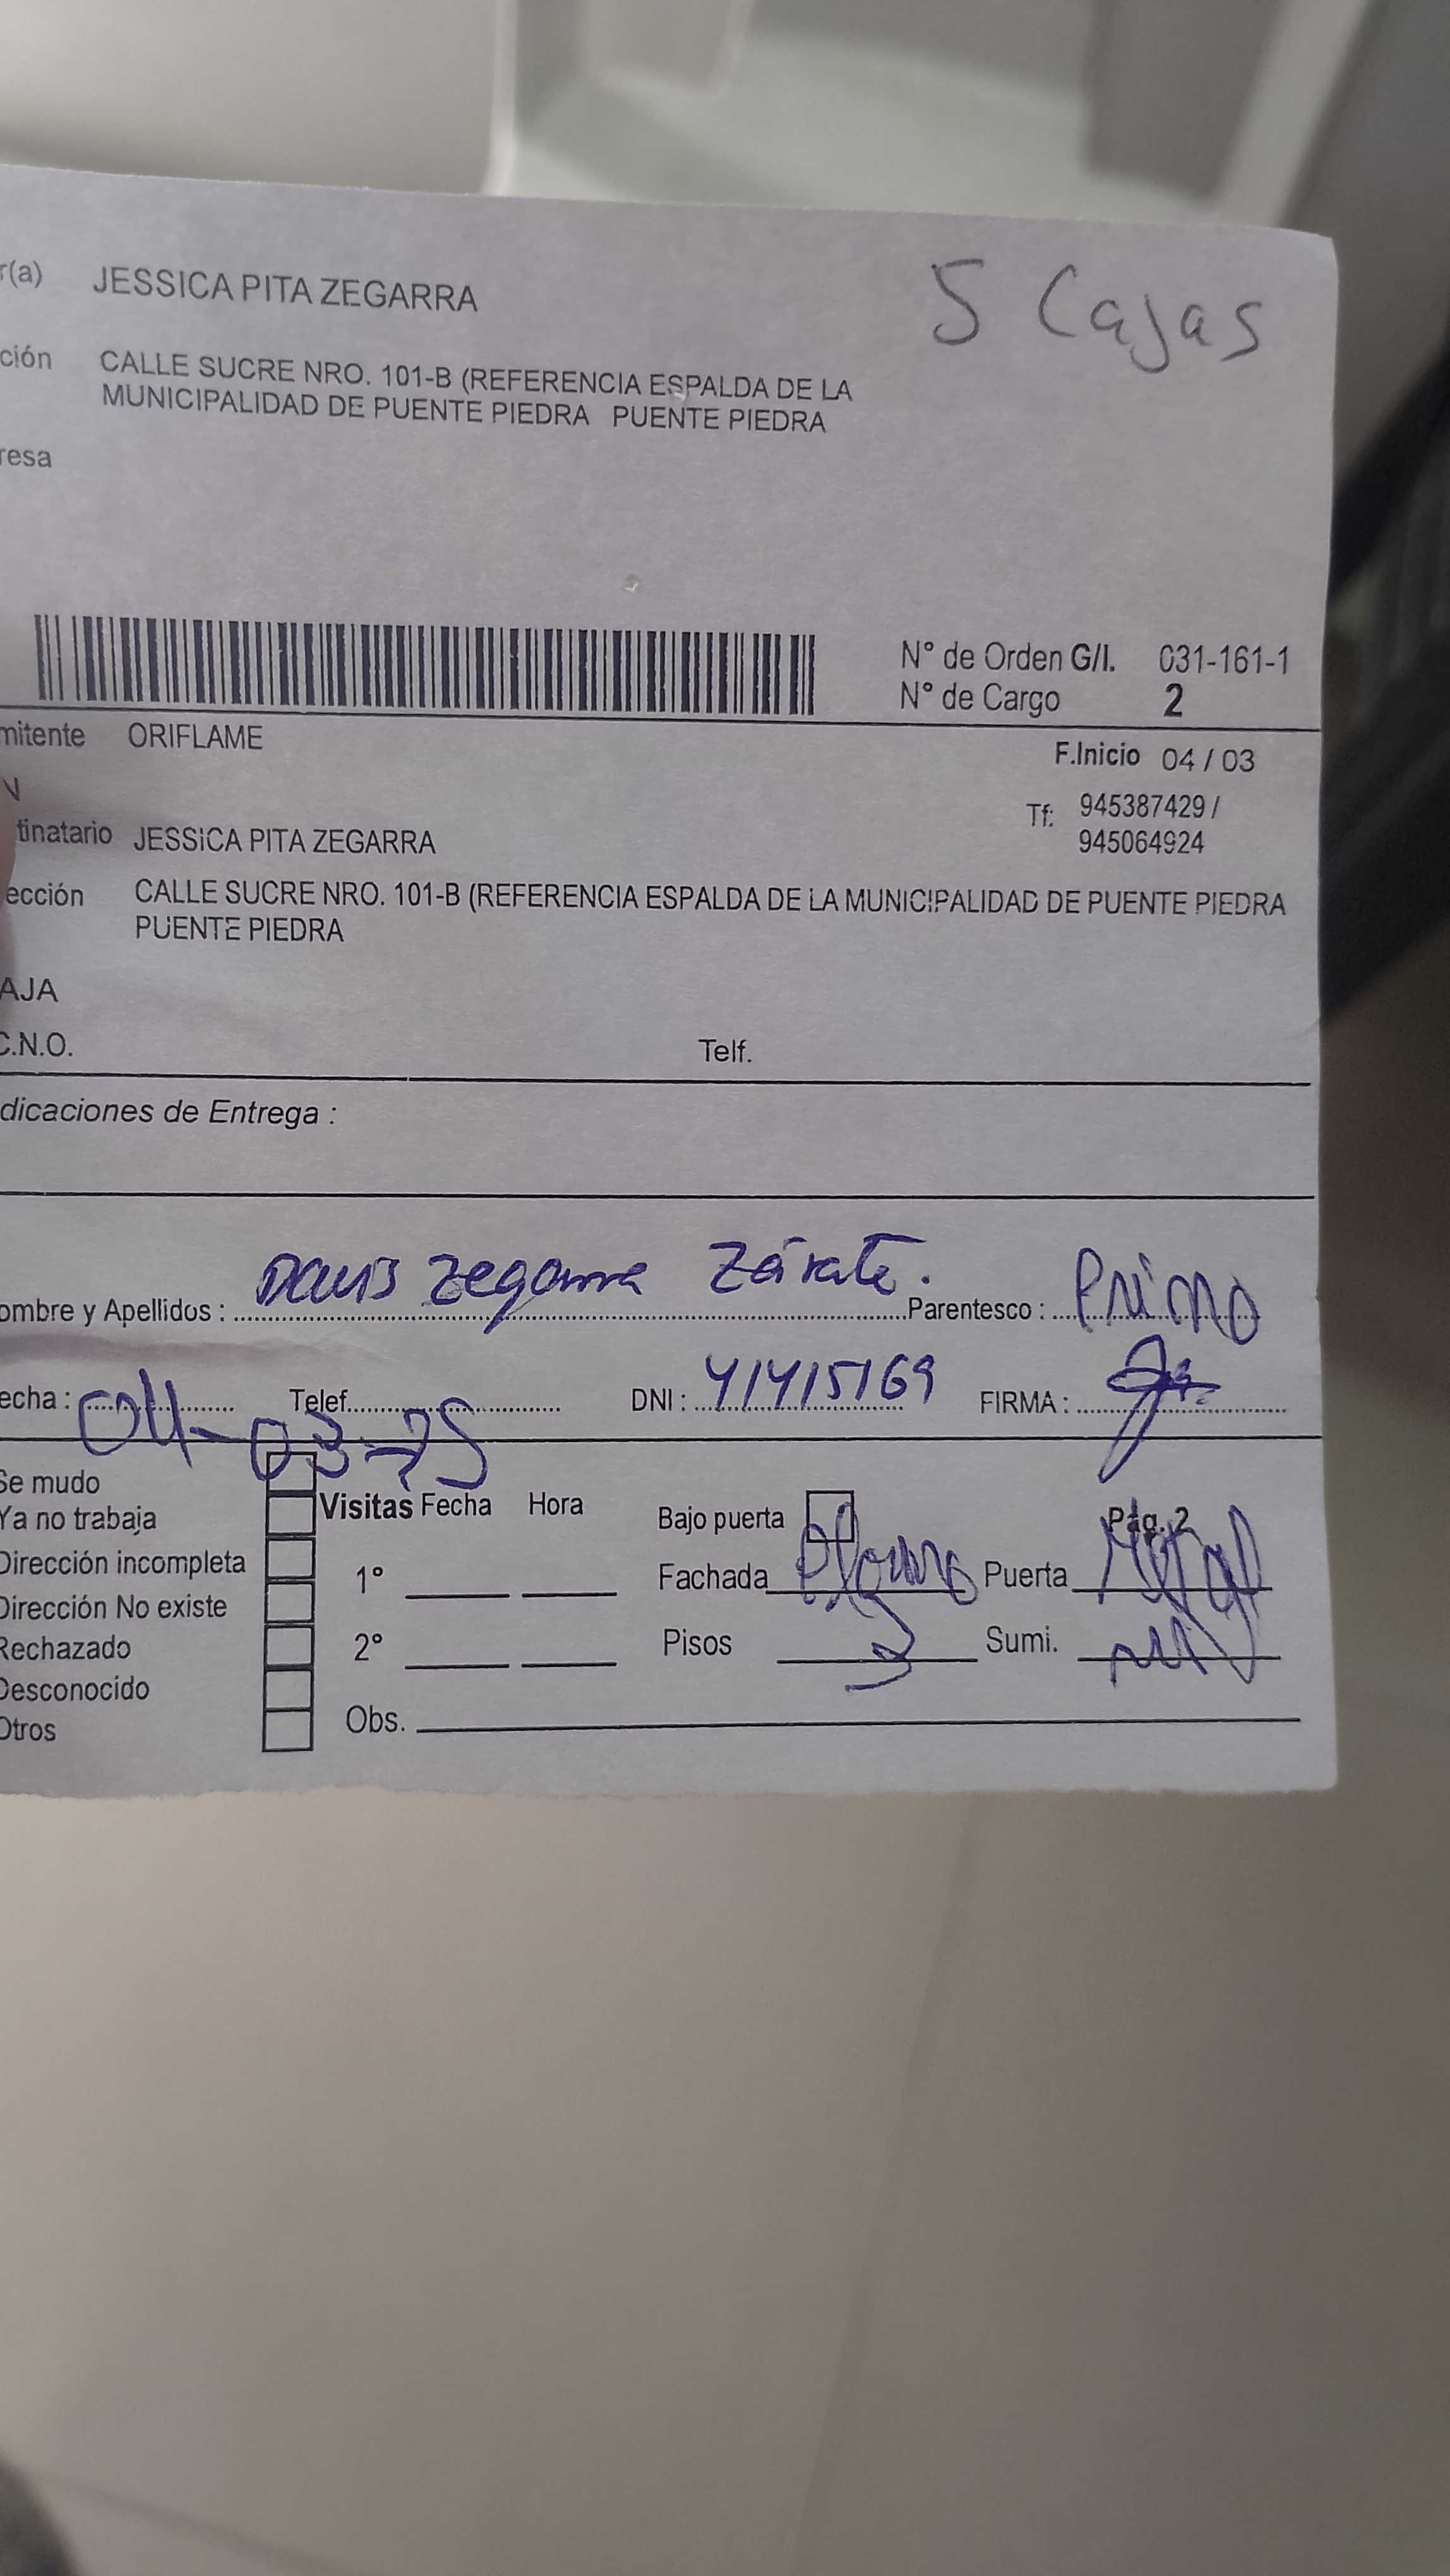 r(a) JESSICA PITA ZEGARRA
5 Cajas
ción CALLE SUCRE NRO. 101-B (REFERENCIA ESPALDA DE LA
MUNICIPALIDAD DE PUENTE PIEDRA PUENTE PIEDRA
resa
N° de Orden G/I. 031-161-1
N° de Cargo 2
mitente ORIFLAME
F.Inicio 04 / 03
N
Tf: 945387429 /
945064924
tinatario JESSICA PITA ZEGARRA
ección CALLE SUCRE NRO. 101-B (REFERENCIA ESPALDA DE LA MUNICIPALIDAD DE PUENTE PIEDRA
PUENTE PIEDRA
AJA
C.N.O. Telf.
dicaciones de Entrega :
ombre y Apellidos : Zegarra Zárate. Parentesco : Primo
echa : 04-03-25 Telef. DNI : 41415169 FIRMA :
Se mudo
Ya no trabaja
Dirección incompleta
Dirección No existe
Rechazado
Desconocido
Otros
Visitas Fecha Hora
1°
2°
Obs.
Bajo puerta Pág. 2
Fachada Plomo Puerta Metal
Pisos 3 Sumi.